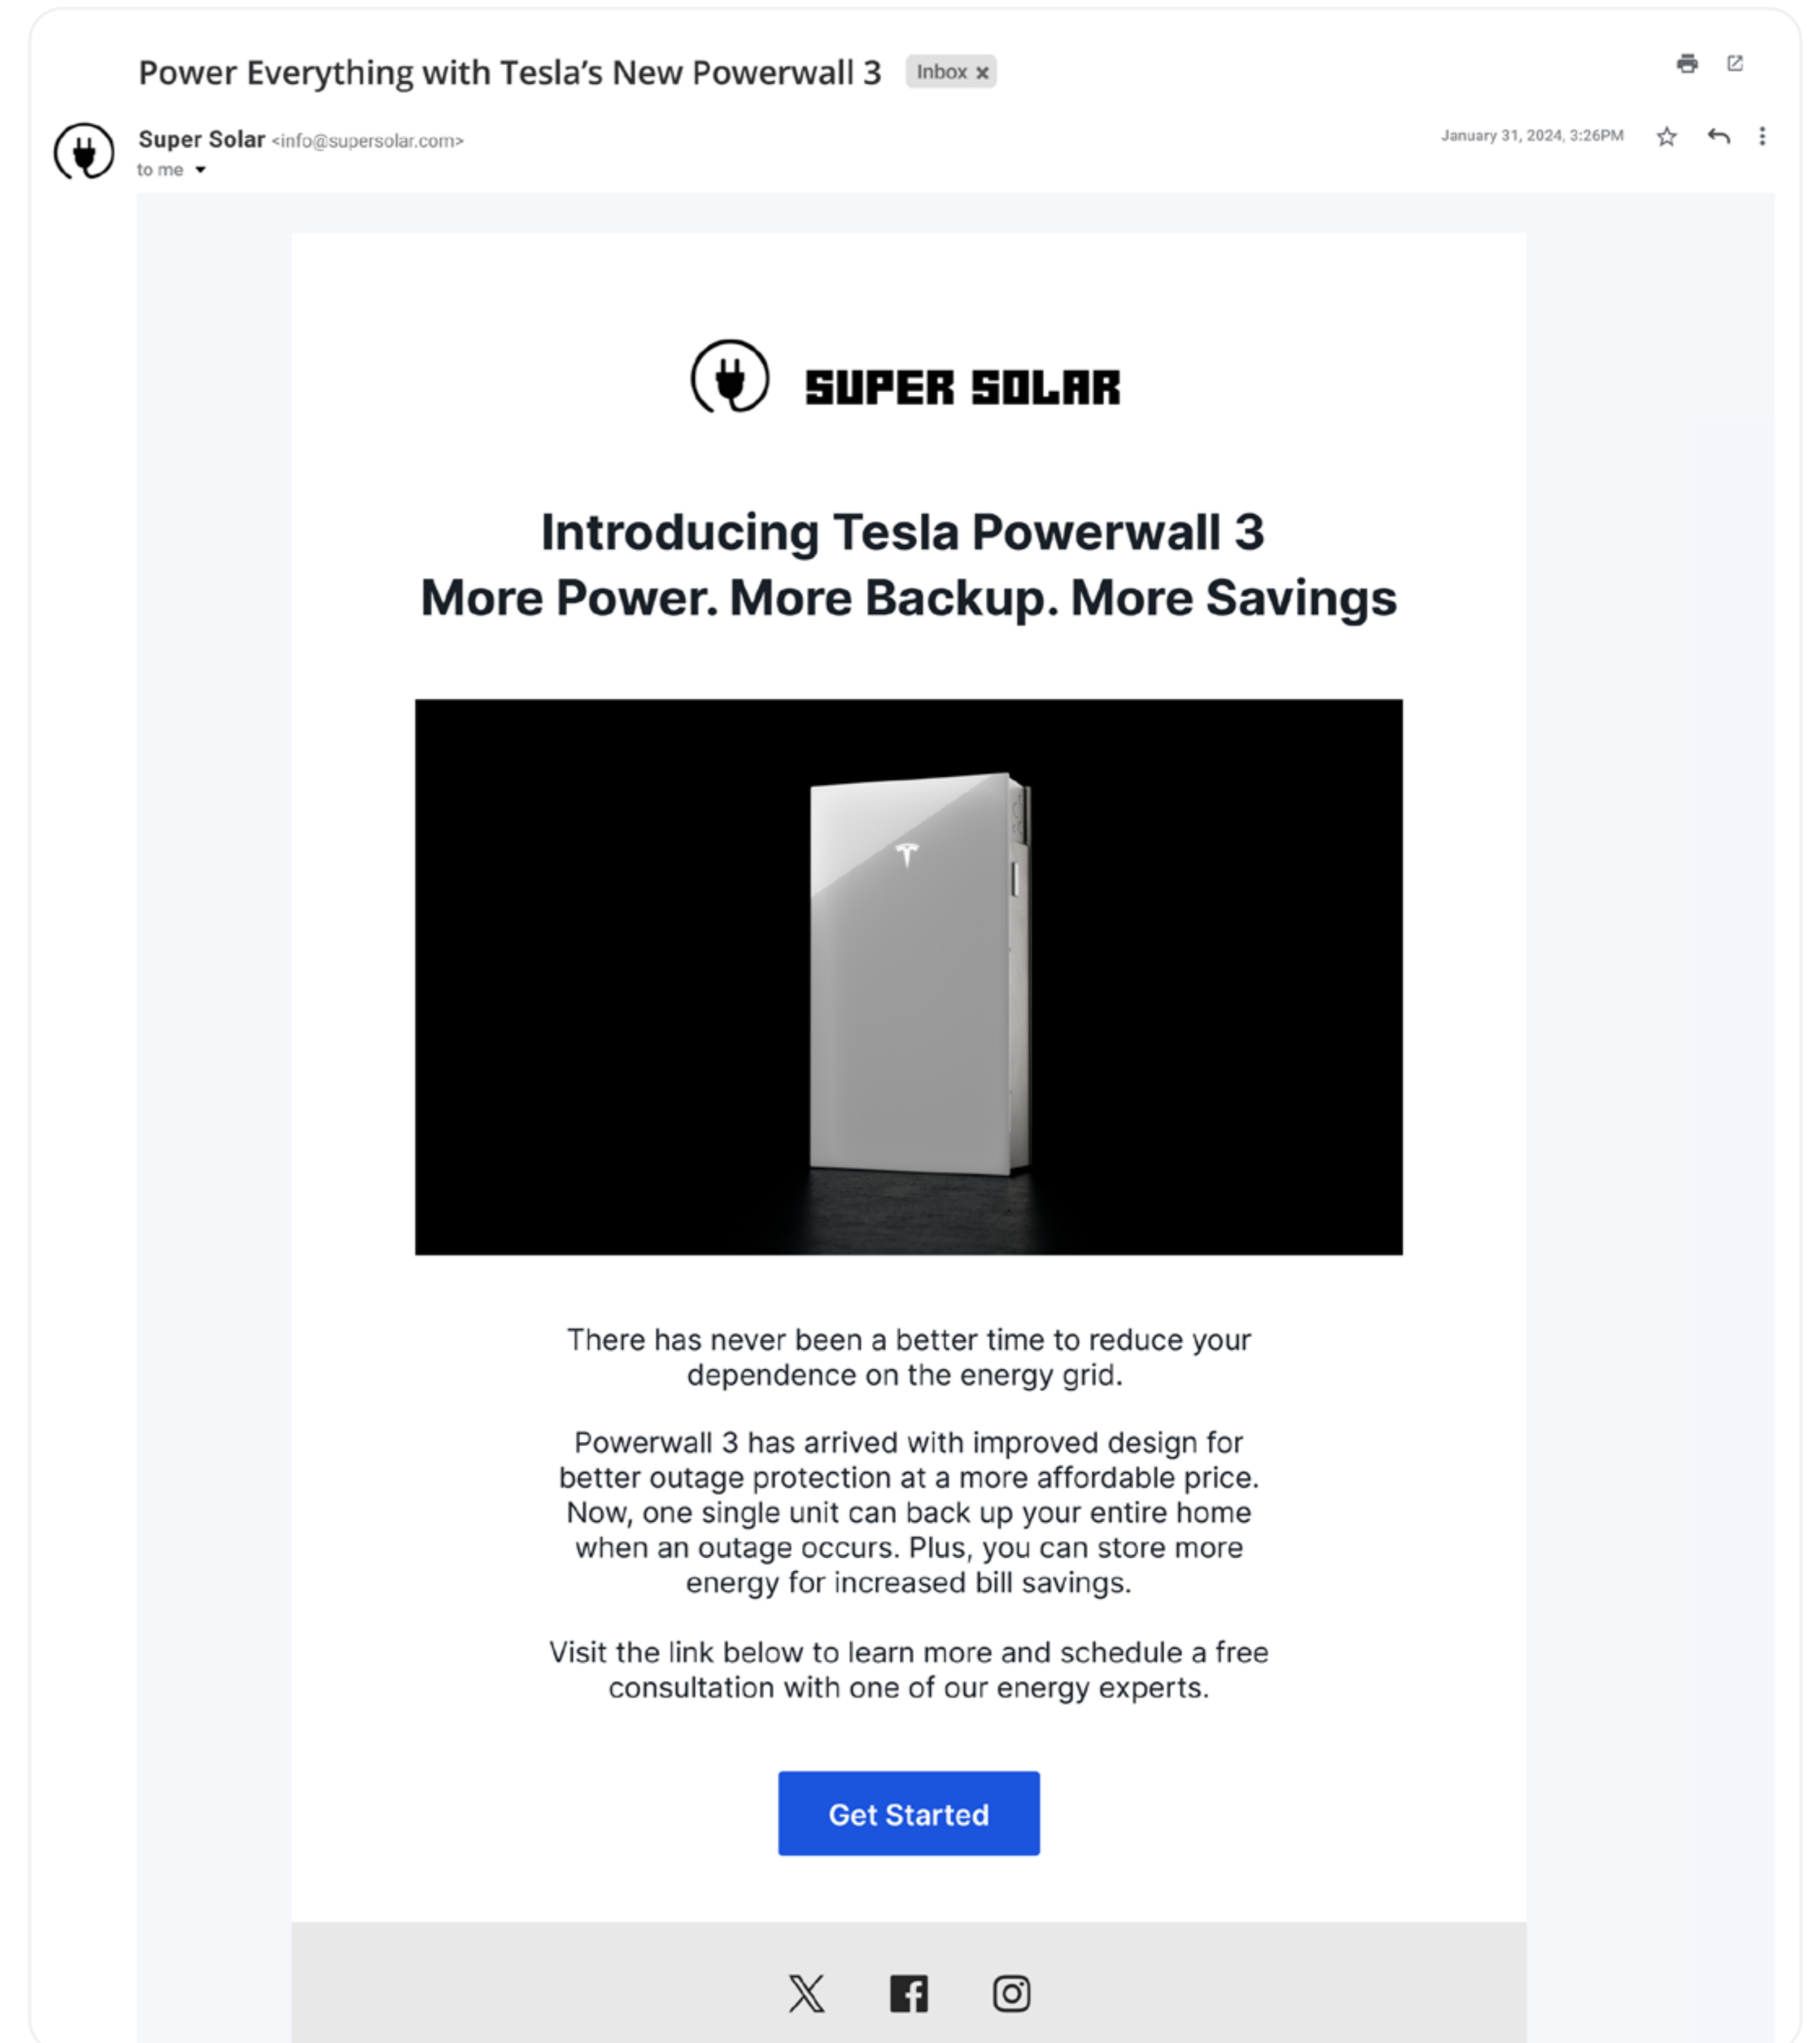 Power Everything with Tesla’s New Powerwall 3 Inbox x
Super Solar <info@supersolar.com> January 31, 2024, 3:26PM
to me
SUPER SOLAR
Introducing Tesla Powerwall 3
More Power. More Backup. More Savings
There has never been a better time to reduce your
dependence on the energy grid.
Powerwall 3 has arrived with improved design for
better outage protection at a more affordable price.
Now, one single unit can back up your entire home
when an outage occurs. Plus, you can store more
energy for increased bill savings.
Visit the link below to learn more and schedule a free
consultation with one of our energy experts.
Get Started